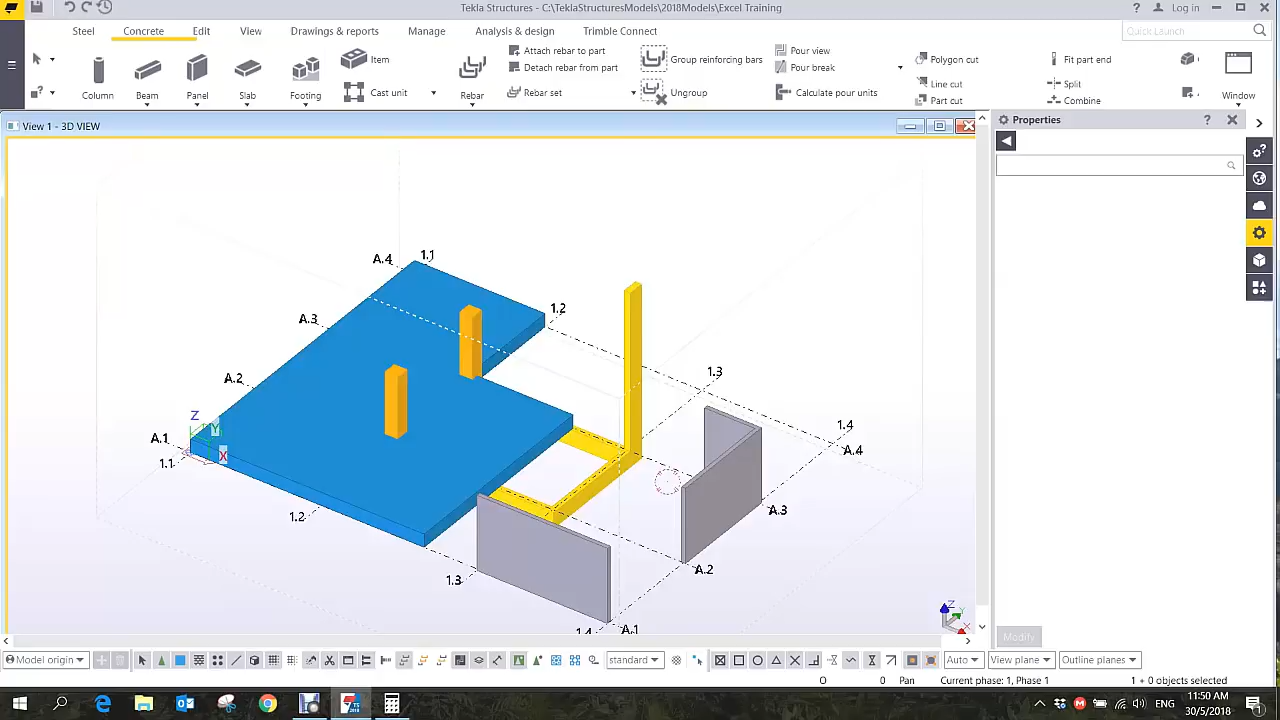 Tekla Structures - C:\TeklaStructuresModels\2018Models\Excel Training
? Log in
Steel Concrete Edit View Drawings & reports Manage Analysis & design Trimble Connect
Quick Launch
Column
Beam
Panel
Slab
Footing
Item
Cast unit
Rebar
Attach rebar to part
Detach rebar from part
Rebar set
Group reinforcing bars
Ungroup
Pour view
Pour break
Calculate pour units
Polygon cut
Line cut
Part cut
Fit part end
Split
Combine
Window
View 1 - 3D VIEW
Properties
?
A.4
1.1
1.2
A.3
1.3
A.2
Z
Y
X
A.1
1.1
1.4
A.4
1.2
A.3
A.2
1.3
1.4
A.1
Z
Y
X
Modify
Model origin
standard
Auto
View plane
Outline planes
O 0 Pan Current phase: 1, Phase 1 1 + 0 objects selected
ENG
11:50 AM
30/5/2018